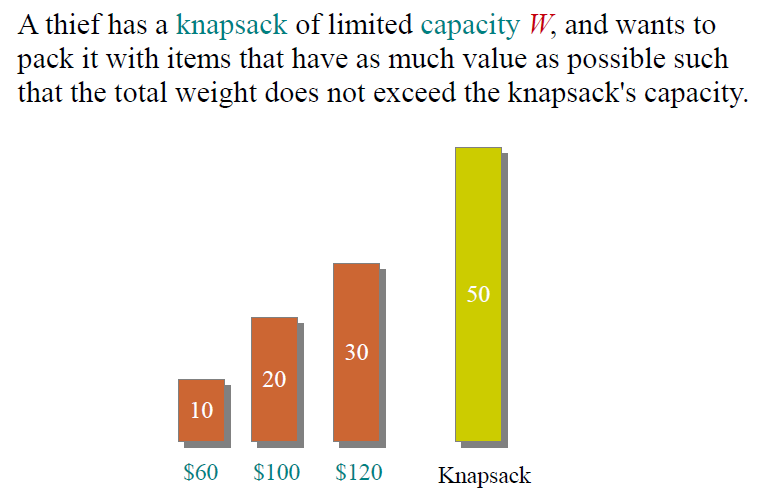 A thief has a knapsack of limited capacity W, and wants to
pack it with items that have as much value as possible such
that the total weight does not exceed the knapsack's capacity.
50
30
20
10
$60 $100 $120 Knapsack